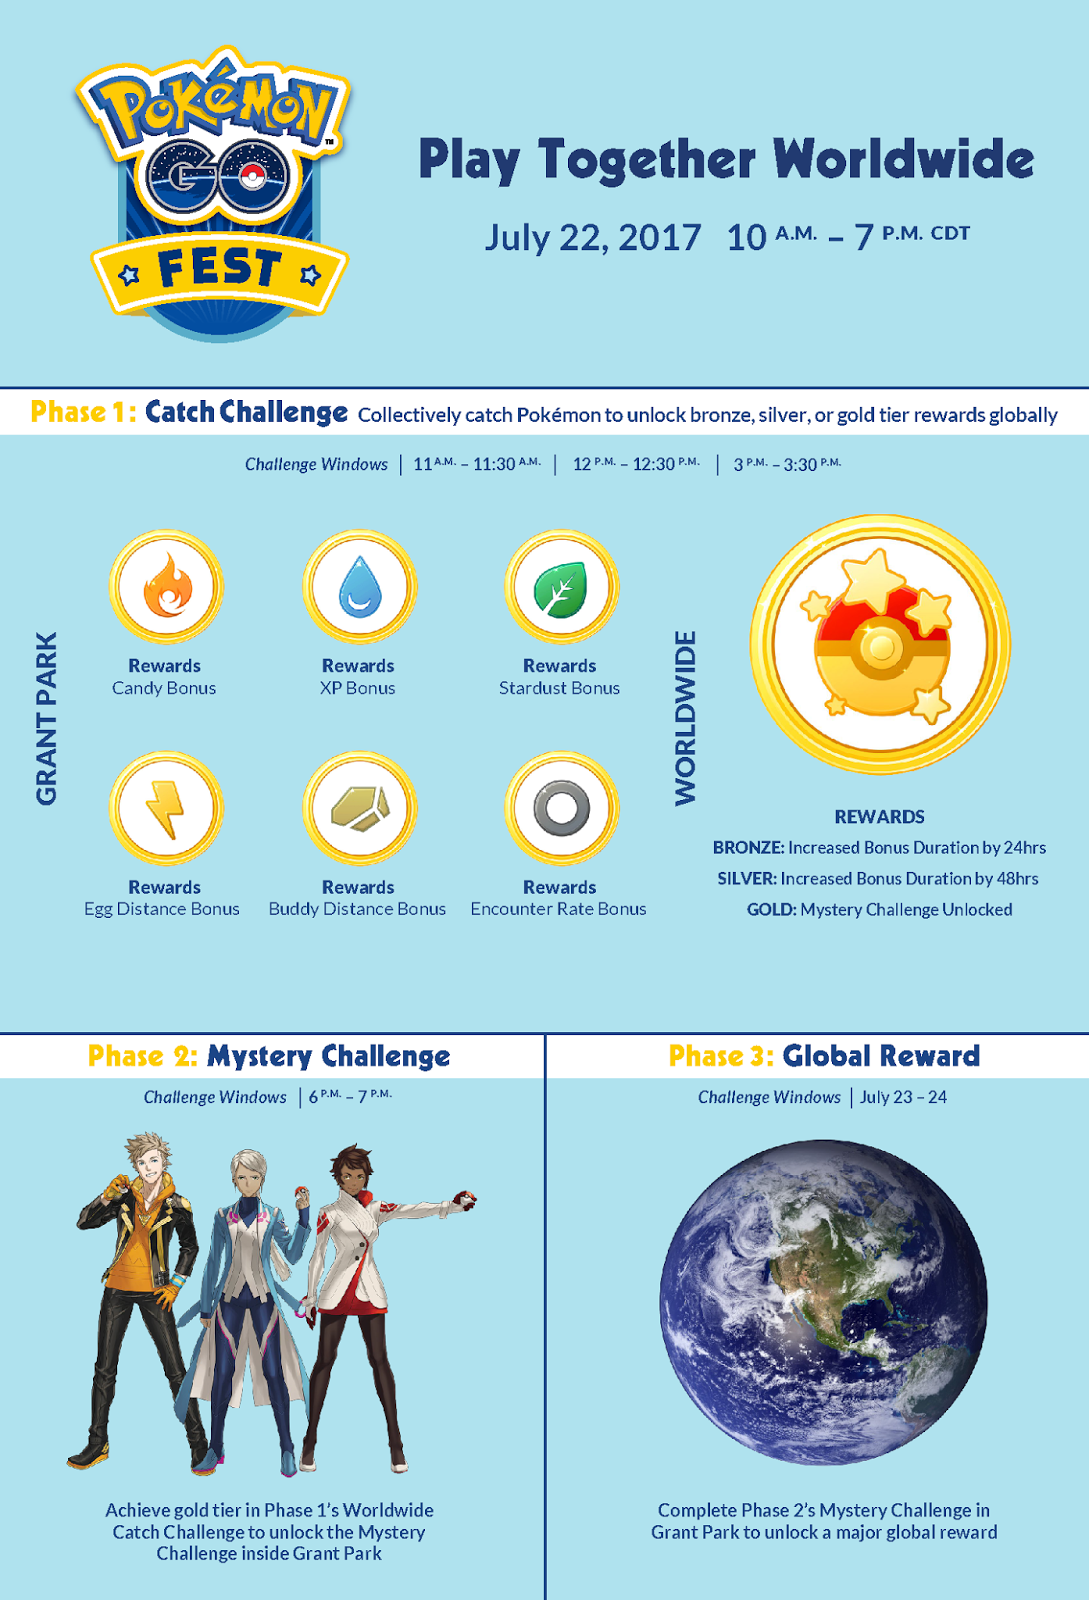 POKéMON™
GO
FEST
Play Together Worldwide
July 22, 2017 10 A.M. – 7 P.M. CDT
Phase 1: Catch Challenge Collectively catch Pokémon to unlock bronze, silver, or gold tier rewards globally
Challenge Windows | 11 A.M. – 11:30 A.M. | 12 P.M. – 12:30 P.M. | 3 P.M. – 3:30 P.M.
GRANT PARK
Rewards
Candy Bonus
Rewards
XP Bonus
Rewards
Stardust Bonus
Rewards
Egg Distance Bonus
Rewards
Buddy Distance Bonus
Rewards
Encounter Rate Bonus
WORLDWIDE
REWARDS
BRONZE: Increased Bonus Duration by 24hrs
SILVER: Increased Bonus Duration by 48hrs
GOLD: Mystery Challenge Unlocked
Phase 2: Mystery Challenge
Challenge Windows | 6 P.M. – 7 P.M.
Achieve gold tier in Phase 1's Worldwide
Catch Challenge to unlock the Mystery
Challenge inside Grant Park
Phase 3: Global Reward
Challenge Windows | July 23 – 24
Complete Phase 2's Mystery Challenge in
Grant Park to unlock a major global reward